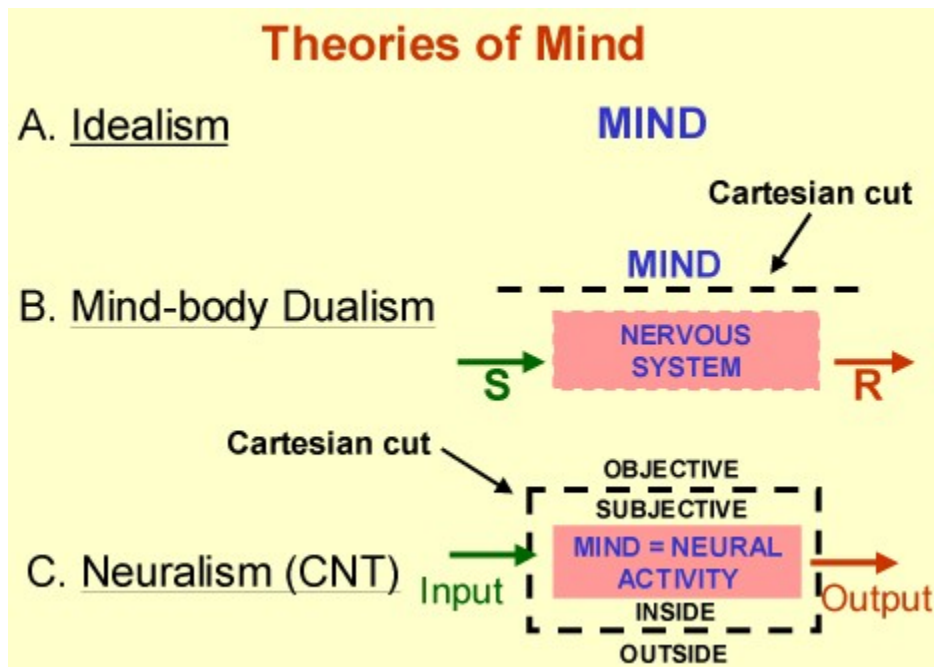 Theories of Mind
A. Idealism
MIND
Cartesian cut
MIND
B. Mind-body Dualism
NERVOUS
SYSTEM
S
R
Cartesian cut
OBJECTIVE
SUBJECTIVE
C. Neuralism (CNT)
Input
MIND = NEURAL
ACTIVITY
Output
INSIDE
OUTSIDE